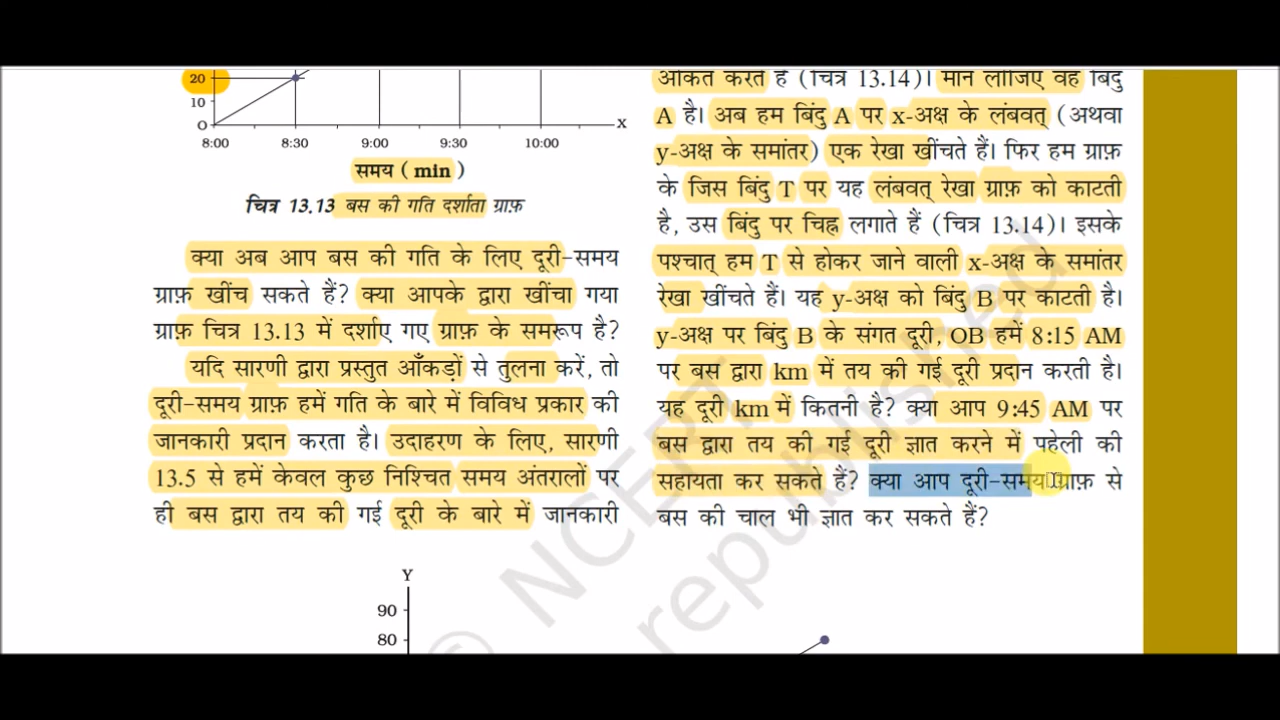 20
10
O
x
8:00 8:30 9:00 9:30 10:00
समय ( min )
चित्र 13.13 बस की गति दर्शाता ग्राफ़
क्या अब आप बस की गति के लिए दूरी-समय
ग्राफ़ खींच सकते हैं? क्या आपके द्वारा खींचा गया
ग्राफ़ चित्र 13.13 में दर्शाए गए ग्राफ़ के समरूप है?
यदि सारणी द्वारा प्रस्तुत आँकड़ों से तुलना करें, तो
दूरी-समय ग्राफ़ हमें गति के बारे में विविध प्रकार की
जानकारी प्रदान करता है। उदाहरण के लिए, सारणी
13.5 से हमें केवल कुछ निश्चित समय अंतरालों पर
ही बस द्वारा तय की गई दूरी के बारे में जानकारी
अंकित करते हैं (चित्र 13.14)। मान लीजिए वह बिंदु
A है। अब हम बिंदु A पर x-अक्ष के लंबवत् (अथवा
y-अक्ष के समांतर) एक रेखा खींचते हैं। फिर हम ग्राफ़
के जिस बिंदु T पर यह लंबवत् रेखा ग्राफ़ को काटती
है, उस बिंदु पर चिह्न लगाते हैं (चित्र 13.14)। इसके
पश्चात् हम T से होकर जाने वाली x-अक्ष के समांतर
रेखा खींचते हैं। यह y-अक्ष को बिंदु B पर काटती है।
y-अक्ष पर बिंदु B के संगत दूरी, OB हमें 8:15 AM
पर बस द्वारा km में तय की गई दूरी प्रदान करती है।
यह दूरी km में कितनी है? क्या आप 9:45 AM पर
बस द्वारा तय की गई दूरी ज्ञात करने में पहेली की
सहायता कर सकते हैं? क्या आप दूरी-समय ग्राफ़ से
बस की चाल भी ज्ञात कर सकते हैं?
Y
90
80
© NCERT
republished